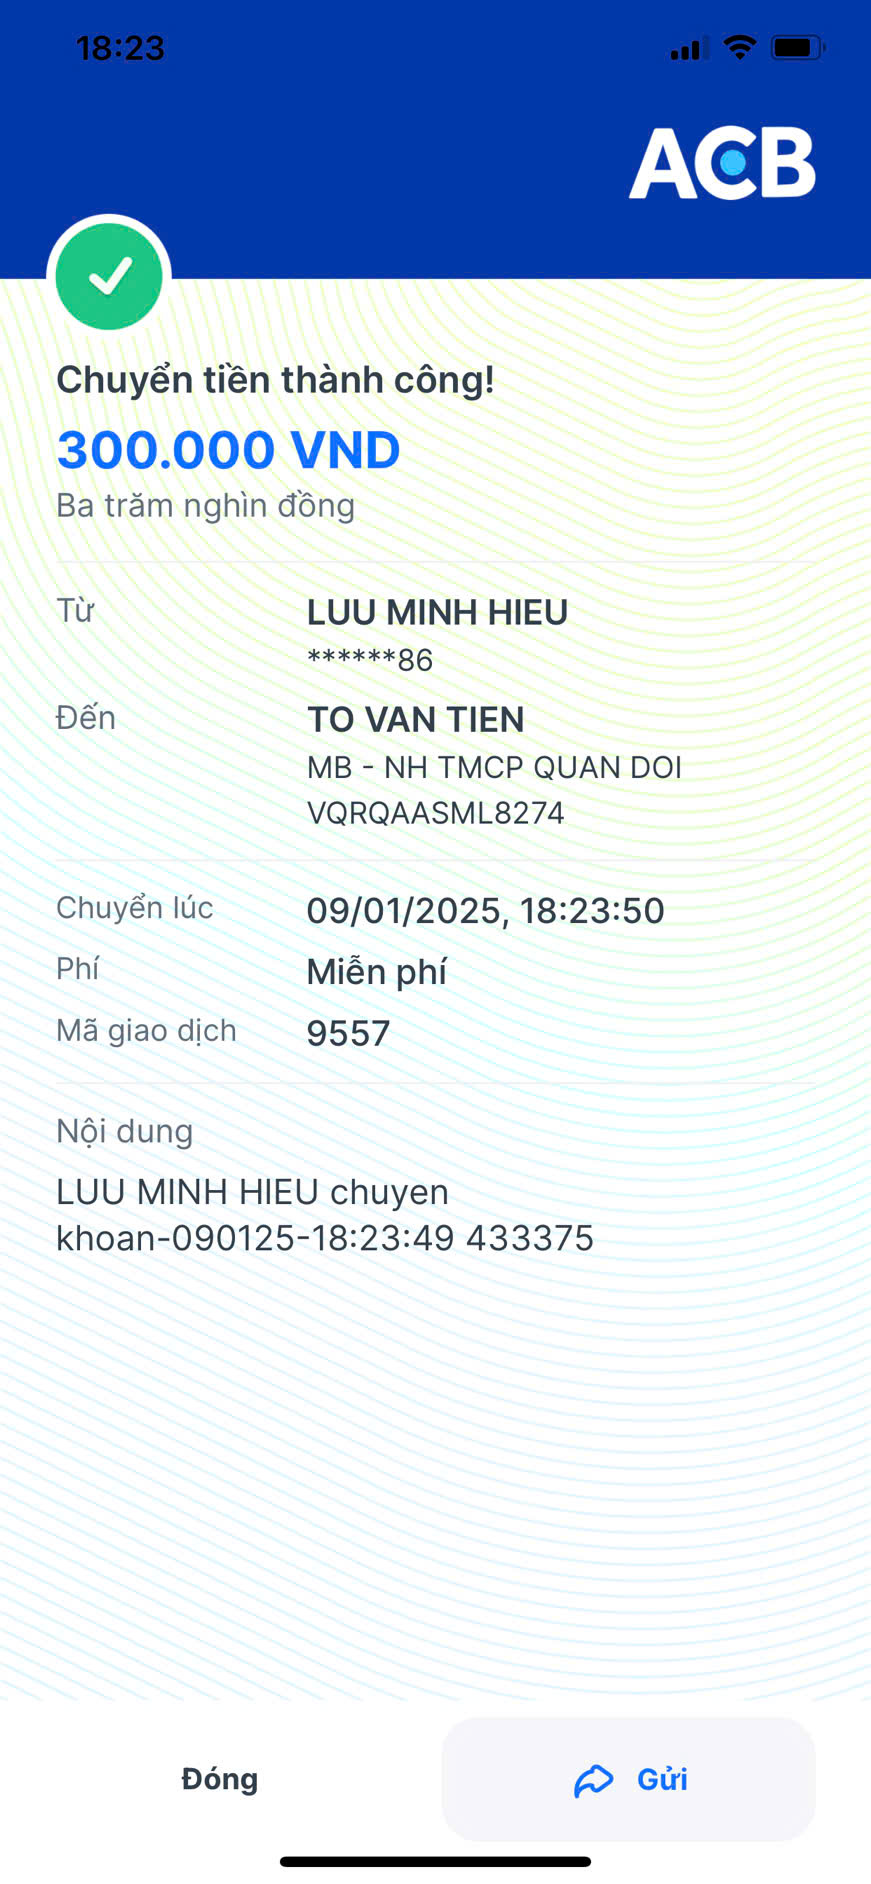 18:23
ACB
Chuyển tiền thành công!
300.000 VND
Ba trăm nghìn đồng
Từ
LUU MINH HIEU
******86
Đến
TO VAN TIEN
MB - NH TMCP QUAN DOI
VQRQAASML8274
Chuyển lúc
09/01/2025, 18:23:50
Phí
Miễn phí
Mã giao dịch
9557
Nội dung
LUU MINH HIEU chuyen
khoan-090125-18:23:49 433375
Đóng
Gửi